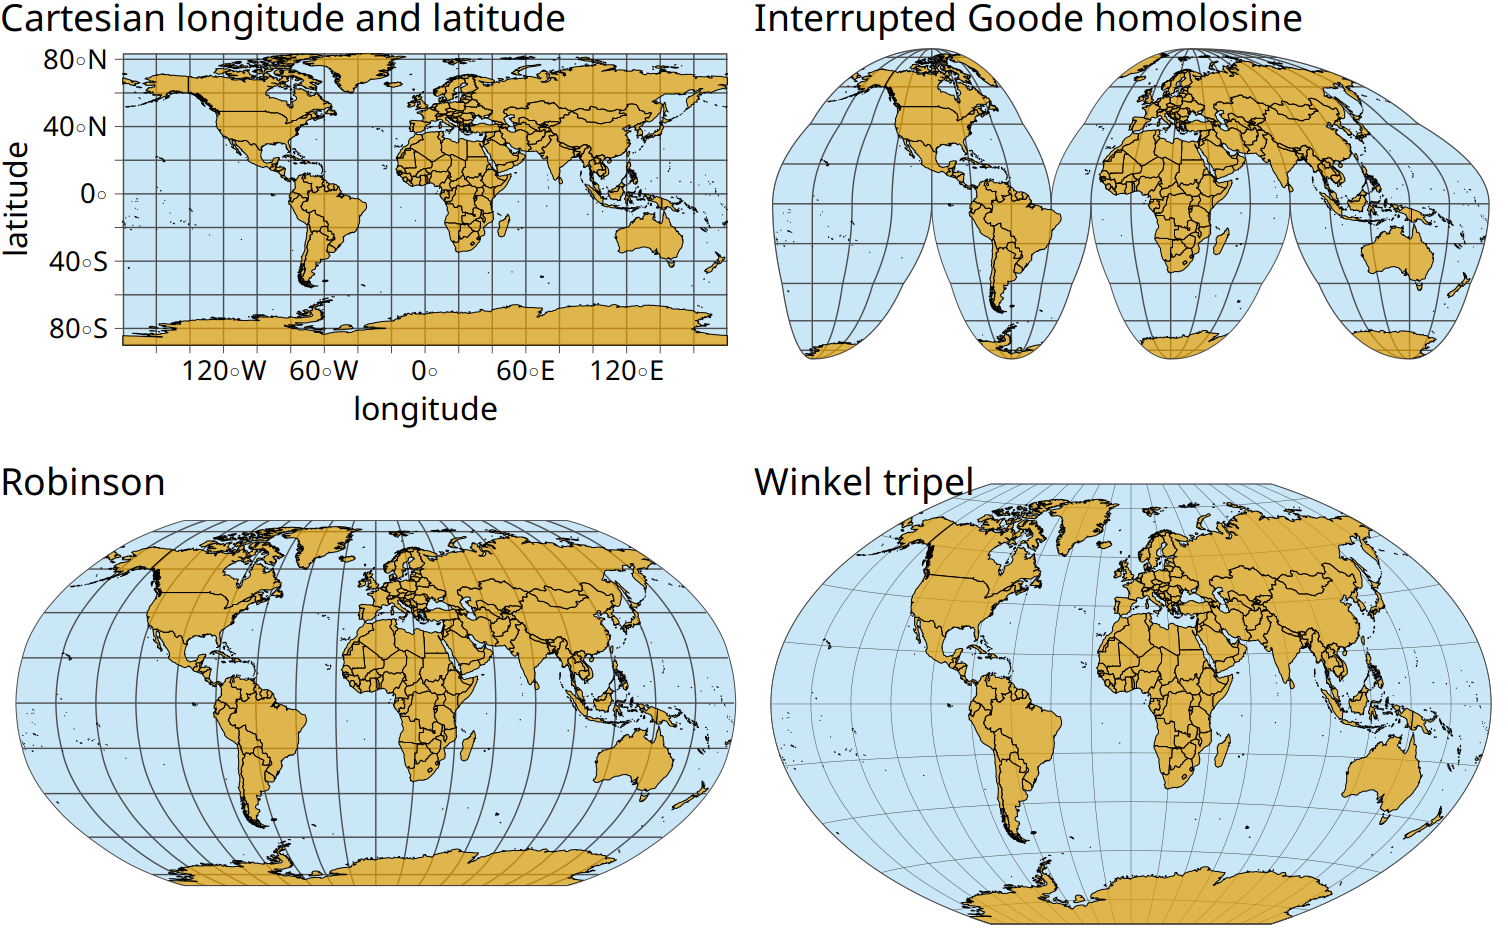 Cartesian longitude and latitude
80◦N
40◦N
0◦
40◦S
80◦S
latitude
120◦W 60◦W 0◦ 60◦E 120◦E
longitude
Interrupted Goode homolosine
Robinson
Winkel tripel